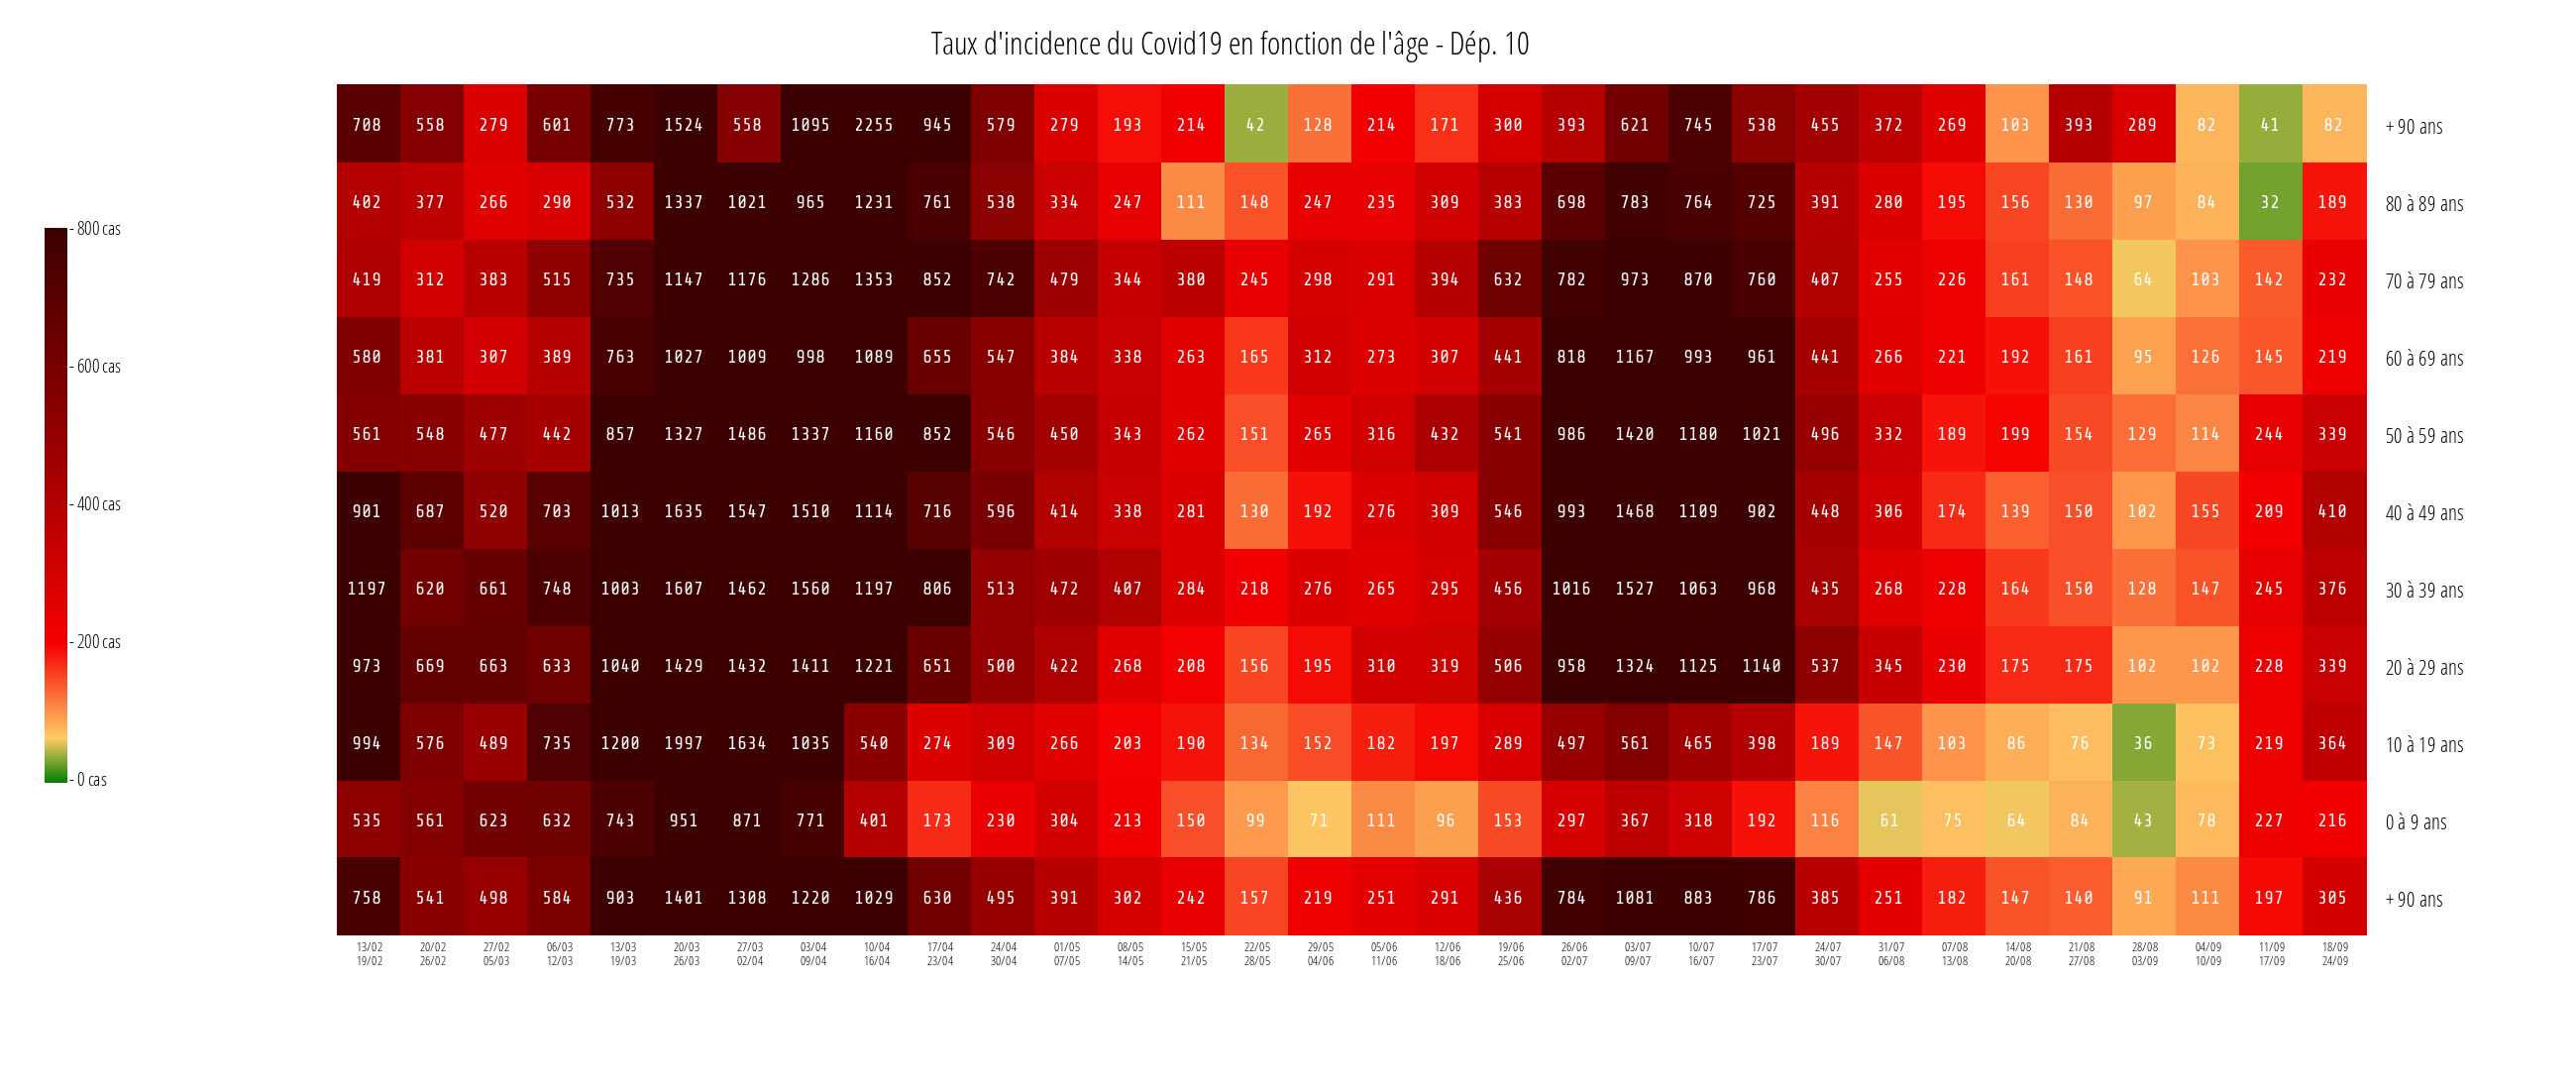 Taux d'incidence du Covid19 en fonction de l'âge - Dép. 10
708 558 279 601 773 1524 558 1095 2255 945 579 279 193 214 42 128 214 171 300 393 621 745 538 455 372 269 103 393 289 82 41 82 + 90 ans
402 377 266 290 532 1337 1021 965 1231 761 538 334 247 111 148 247 235 309 383 698 783 764 725 391 280 195 156 130 97 84 32 189 80 à 89 ans
- 800 cas
419 312 383 515 735 1147 1176 1286 1353 852 742 479 344 380 245 298 291 394 632 782 973 870 760 407 255 226 161 148 64 103 142 232 70 à 79 ans
580 381 307 389 763 1027 1009 998 1089 655 547 384 338 263 165 312 273 307 441 818 1167 993 961 441 266 221 192 161 95 126 145 219 60 à 69 ans
- 600 cas
561 548 477 442 857 1327 1486 1337 1160 852 546 450 343 262 151 265 316 432 541 986 1420 1180 1021 496 332 189 199 154 129 114 244 339 50 à 59 ans
- 400 cas
901 687 520 703 1013 1635 1547 1510 1114 716 596 414 338 281 130 192 276 309 546 993 1468 1109 902 448 306 174 139 150 102 155 209 410 40 à 49 ans
1197 620 661 748 1003 1607 1462 1560 1197 806 513 472 407 284 218 276 265 295 456 1016 1527 1063 968 435 268 228 164 150 128 147 245 376 30 à 39 ans
- 200 cas
973 669 663 633 1040 1429 1432 1411 1221 651 500 422 268 208 156 195 310 319 506 958 1324 1125 1140 537 345 230 175 175 102 102 228 339 20 à 29 ans
994 576 489 735 1200 1997 1634 1035 540 274 309 266 203 190 134 152 182 197 289 497 561 465 398 189 147 103 86 76 36 73 219 364 10 à 19 ans
- 0 cas
535 561 623 632 743 951 871 771 401 173 230 304 213 150 99 71 111 96 153 297 367 318 192 116 61 75 64 84 43 78 227 216 0 à 9 ans
758 541 498 584 903 1401 1308 1220 1029 630 495 391 302 242 157 219 251 291 436 784 1081 883 786 385 251 182 147 140 91 111 197 305 + 90 ans
13/02 20/02 27/02 06/03 13/03 20/03 27/03 03/04 10/04 17/04 24/04 01/05 08/05 15/05 22/05 29/05 05/06 12/06 19/06 26/06 03/07 10/07 17/07 24/07 31/07 07/08 14/08 21/08 28/08 04/09 11/09 18/09
19/02 26/02 05/03 12/03 19/03 26/03 02/04 09/04 16/04 23/04 30/04 07/05 14/05 21/05 28/05 04/06 11/06 18/06 25/06 02/07 09/07 16/07 23/07 30/07 06/08 13/08 20/08 27/08 03/09 10/09 17/09 24/09